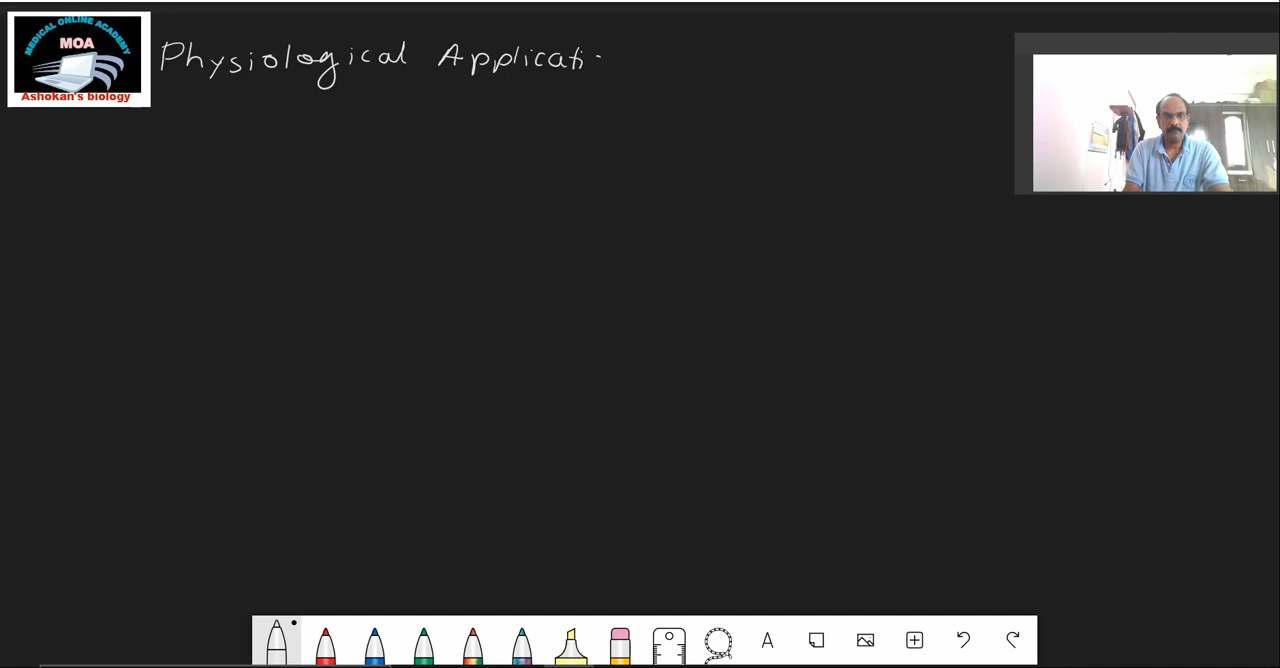 MEDICAL ONLINE ACADEMY
MOA
Ashokan's biology
Physiological Applicati
A